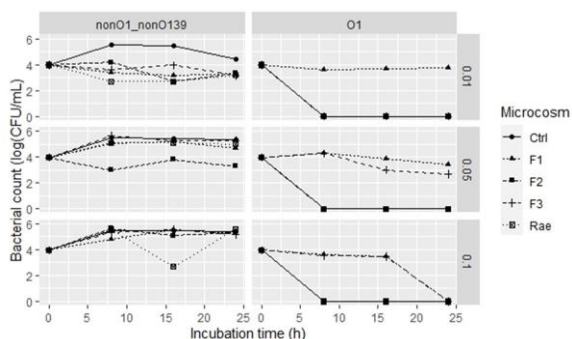 nonO1_nonO139
O1
6
4
2
0
0.01
6
4
2
0
0.05
6
4
2
0
0.1
Bacterial count (log(CFU/mL)
0 5 10 15 20 25
0 5 10 15 20 25
Incubation time (h)
Microcosm
Ctrl
F1
F2
F3
Rae